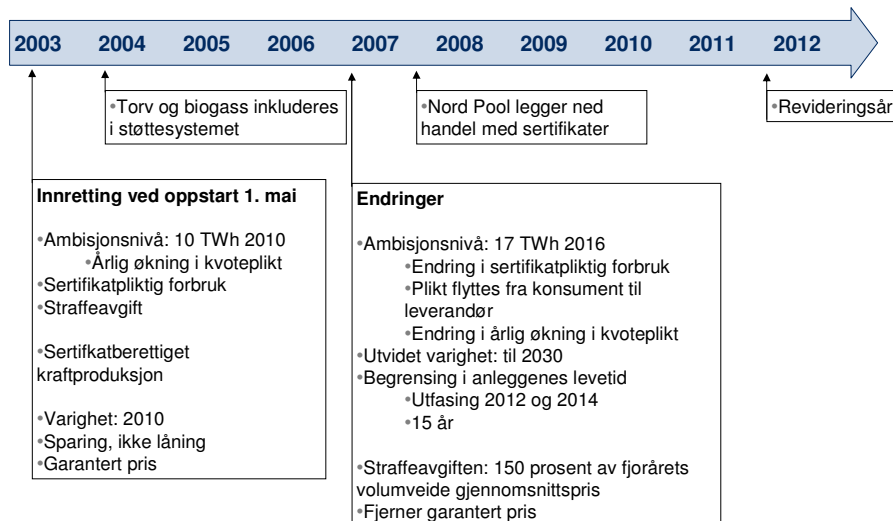 2003 2004 2005 2006 2007 2008 2009 2010 2011 2012
•Torv og biogass inkluderes
i støttesystemet
•Nord Pool legger ned
handel med sertifikater
•Revideringsår
Innretting ved oppstart 1. mai
•Ambisjonsnivå: 10 TWh 2010
•Årlig økning i kvoteplikt
•Sertifikatpliktig forbruk
•Straffeavgift
•Sertifkatberettiget
kraftproduksjon
•Varighet: 2010
•Sparing, ikke låning
•Garantert pris
Endringer
•Ambisjonsnivå: 17 TWh 2016
•Endring i sertifikatpliktig forbruk
•Plikt flyttes fra konsument til
leverandør
•Endring i årlig økning i kvoteplikt
•Utvidet varighet: til 2030
•Begrensing i anleggenes levetid
•Utfasing 2012 og 2014
•15 år
•Straffeavgiften: 150 prosent av fjorårets
volumveide gjennomsnittspris
•Fjerner garantert pris